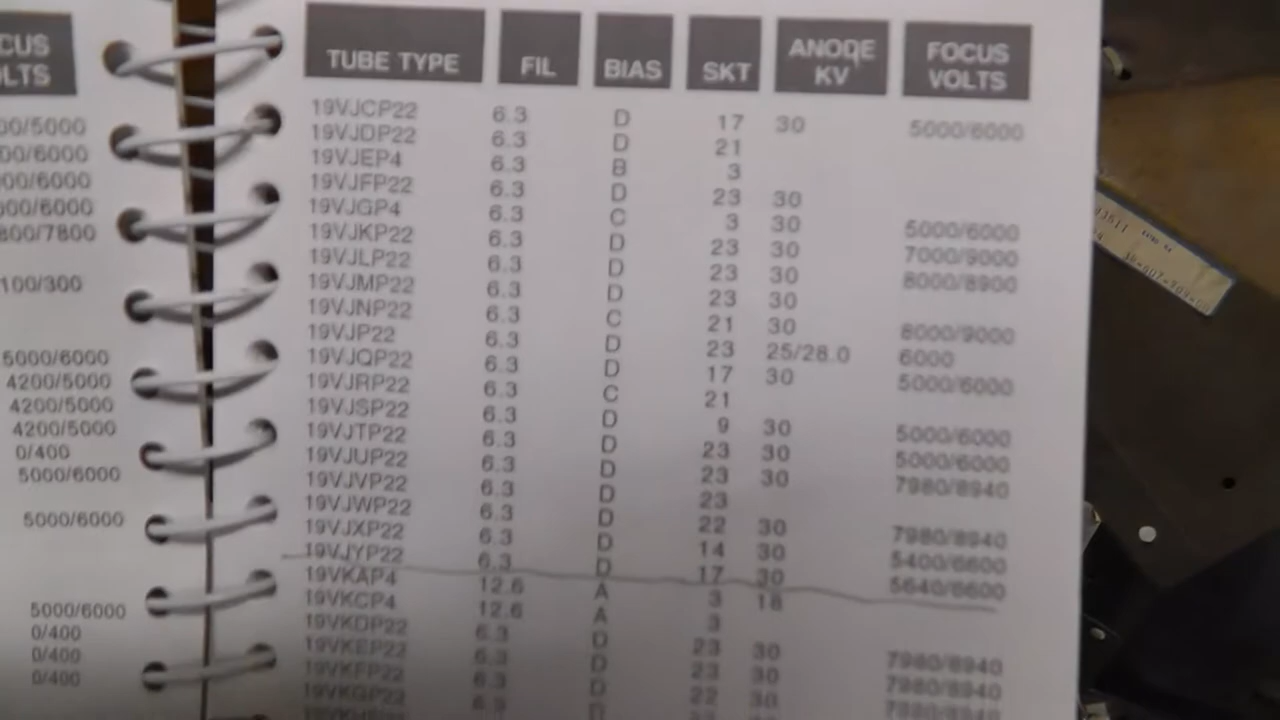 CUS
OLTS
00/5000
00/6000
00/6000
000/6000
800/7800
100/300
5000/6000
4200/5000
4200/5000
4200/5000
0/400
5000/6000
5000/6000
5000/6000
0/400
0/400
0/400
TUBE TYPE FIL BIAS SKT ANODE KV FOCUS VOLTS
19VJCP22 6.3 D 17 30 5000/6000
19VJDP22 6.3 D 21
19VJEP4 6.3 B 3
19VJFP22 6.3 D 23 30
19VJGP4 6.3 C 3 30 5000/6000
19VJKP22 6.3 D 23 30 7000/9000
19VJLP22 6.3 D 23 30 8000/8900
19VJMP22 6.3 D 23 30
19VJNP22 6.3 C 21 30 8000/9000
19VJP22 6.3 D 23 25/28.0 6000
19VJQP22 6.3 D 17 30 5000/6000
19VJRP22 6.3 C 21
19VJSP22 6.3 D 9 30 5000/6000
19VJTP22 6.3 D 23 30 5000/6000
19VJUP22 6.3 D 23 30 7980/8940
19VJVP22 6.3 D 23
19VJWP22 6.3 D 22 30 7980/8940
19VJXP22 6.3 D 14 30 5400/6600
19VJYP22 6.3 D 17 30 5640/6600
19VKAP4 12.6 A 3 18
19VKCP4 12.6 A 3
19VKDP22 6.3 D 23 30 7980/8940
19VKEP22 6.3 D 23 30 7980/8940
19VKFP22 6.3 D 22 30 7980/8940